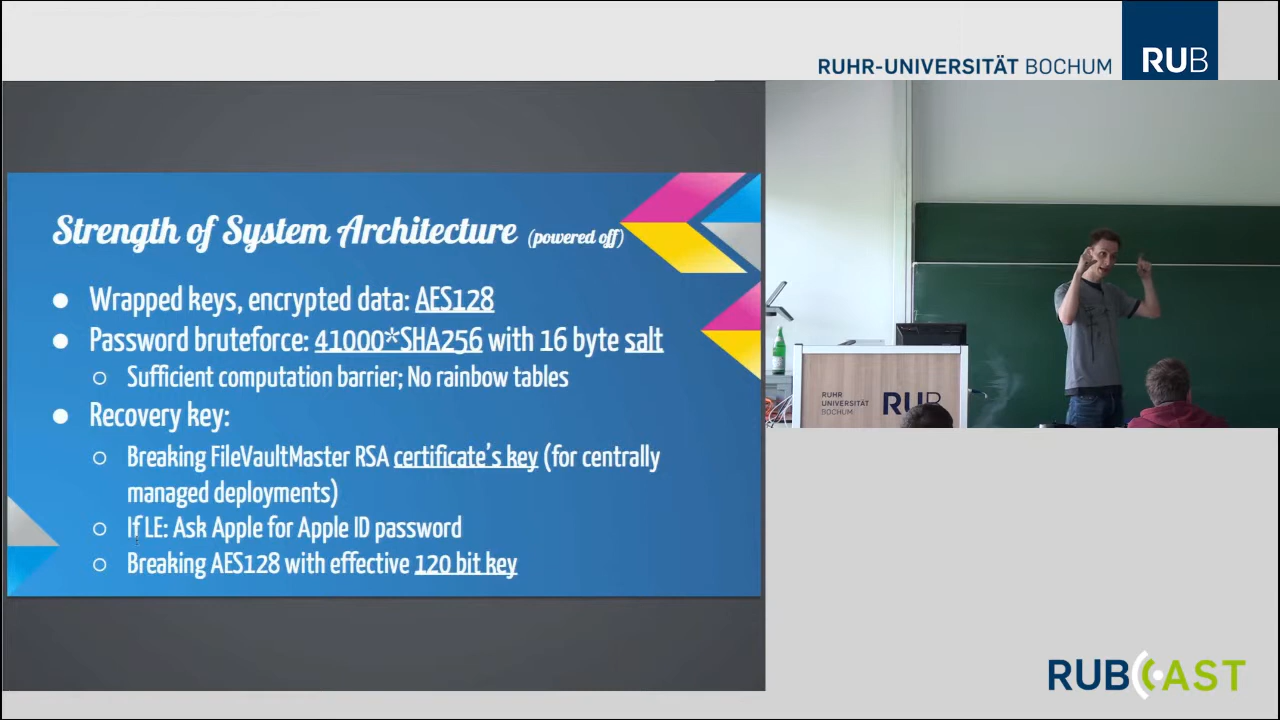 RUHR-UNIVERSITÄT BOCHUM RUB
Strength of System Architecture (powered off)
● Wrapped keys, encrypted data: AES128
● Password bruteforce: 41000*SHA256 with 16 byte salt
○ Sufficient computation barrier; No rainbow tables
● Recovery key:
○ Breaking FileVaultMaster RSA certificate's key (for centrally
managed deployments)
○ If LE: Ask Apple for Apple ID password
○ Breaking AES128 with effective 120 bit key
RUHR
UNIVERSITÄT
BOCHUM
RUB
RUBCAST